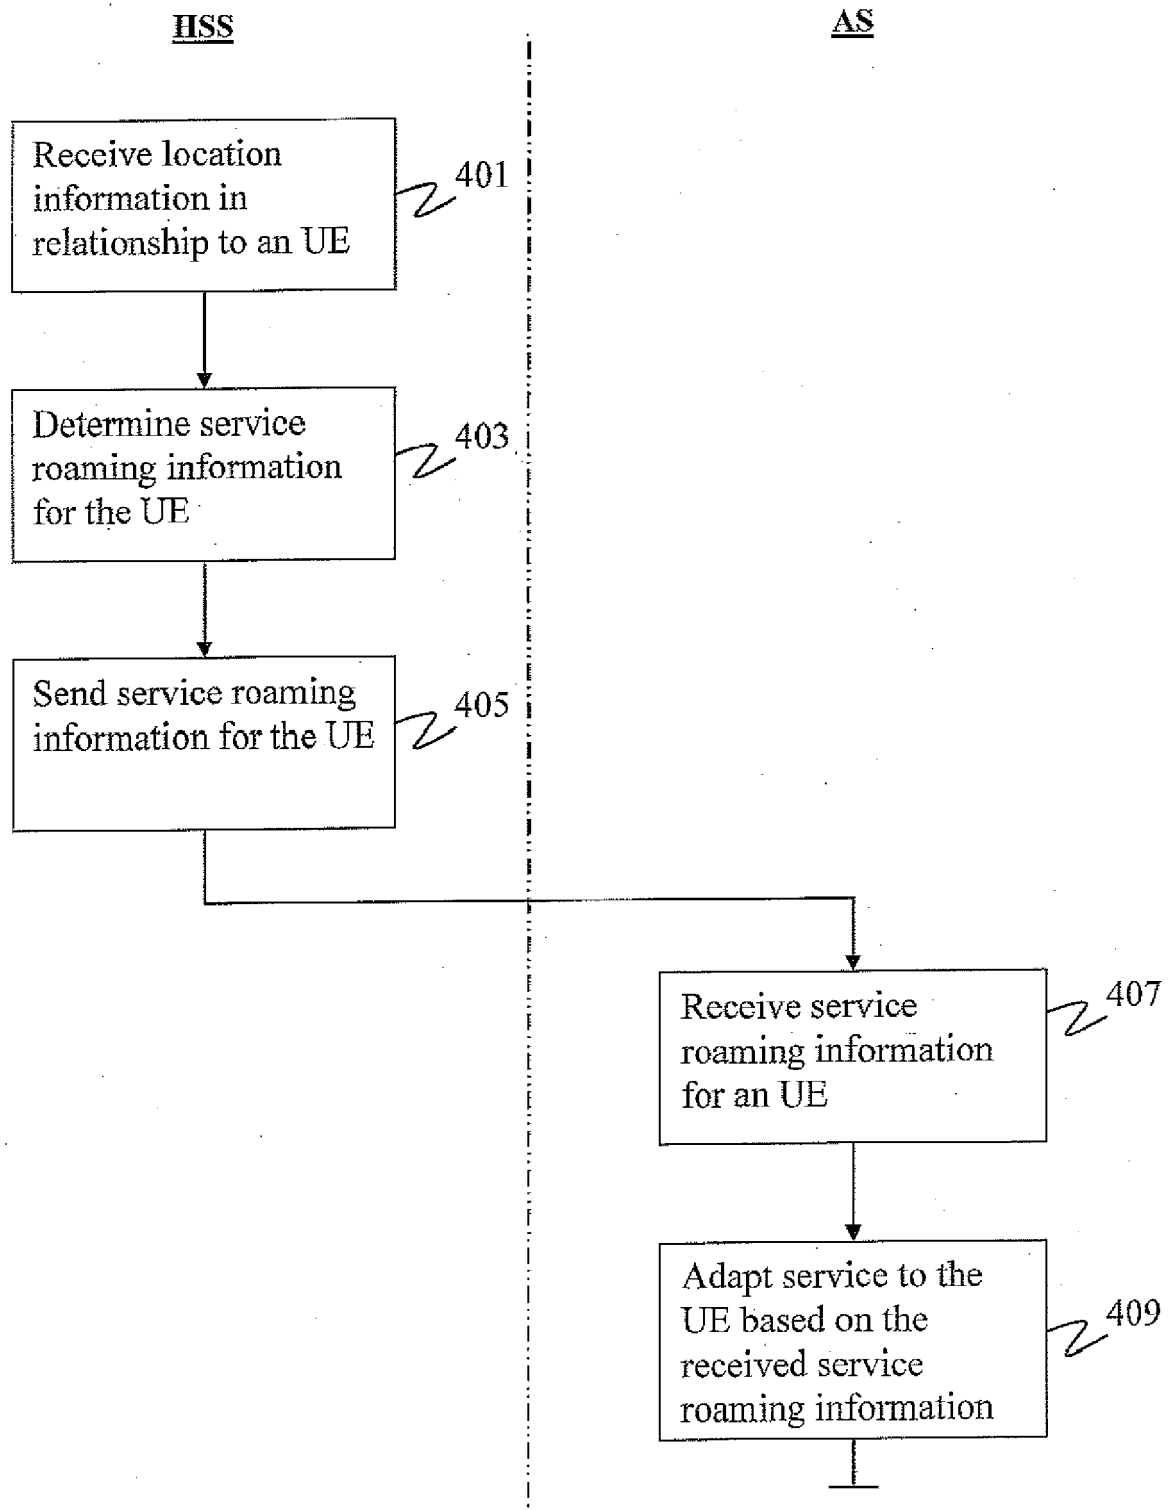 HSS
AS
Receive location
information in
relationship to an UE
401
Determine service
roaming information
for the UE
403
Send service roaming
information for the UE
405
Receive service
roaming information
for an UE
407
Adapt service to the
UE based on the
received service
roaming information
409